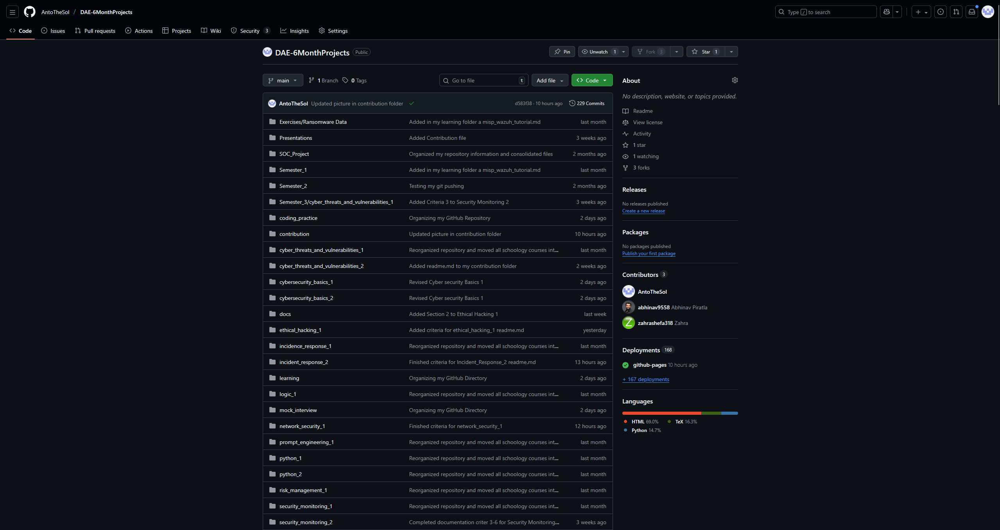 AntoTheSol / DAE-6MonthProjects
Type / to search
Code Issues Pull requests Actions Projects Wiki Security 3 Insights Settings
DAE-6MonthProjects Public
Pin Unwatch 1 Fork 3 Star 1
main 1 Branch 0 Tags
Go to file t Add file Code
AntoTheSol Updated picture in contribution folder d583f38 · 10 hours ago 229 Commits
Exercises/Ransomware Data Added in my learning folder a misp_wazuh_tutorial.md last month
Presentations Added Contribution file 3 weeks ago
SOC_Project Organized my repository information and consolidated files 2 months ago
Semester_1 Added in my learning folder a misp_wazuh_tutorial.md last month
Semester_2 Testing my git pushing 2 months ago
Semester_3/cyber_threats_and_vulnerabilities_1 Added Criteria 3 to Security Monitoring 2 3 weeks ago
coding_practice Organizing my GitHub Repository 2 days ago
contribution Updated picture in contribution folder 10 hours ago
cyber_threats_and_vulnerabilities_1 Reorganized repository and moved all schoology courses int... last month
cyber_threats_and_vulnerabilities_2 Added readme.md to my contribution folder 2 weeks ago
cybersecurity_basics_1 Revised Cyber security Basics 1 2 days ago
cybersecurity_basics_2 Revised Cyber security Basics 1 2 days ago
docs Added Section 2 to Ethical Hacking 1 last week
ethical_hacking_1 Added criteria for ethical_hacking_1 readme.md yesterday
incidence_response_1 Reorganized repository and moved all schoology courses int... last month
incident_response_2 Finished criteria for Incident_Response_2 readme.md 13 hours ago
learning Organizing my GitHub Directory 2 days ago
logic_1 Reorganized repository and moved all schoology courses int... last month
mock_interview Organizing my GitHub Directory 2 days ago
network_security_1 Finished criteria for network_security_1 12 hours ago
prompt_engineering_1 Reorganized repository and moved all schoology courses int... last month
python_1 Reorganized repository and moved all schoology courses int... last month
python_2 Reorganized repository and moved all schoology courses int... last month
risk_management_1 Reorganized repository and moved all schoology courses int... last month
security_monitoring_1 Reorganized repository and moved all schoology courses int... last month
security_monitoring_2 Completed documentation criter 3-6 for Security Monitoring... 3 weeks ago
About
No description, website, or topics provided.
Readme
View license
Activity
1 star
1 watching
3 forks
Releases
No releases published
Create a new release
Packages
No packages published
Publish your first package
Contributors 3
AntoTheSol
abhinav9558 Abhinav Piratla
Z
zahrashefa318 Zahra
Deployments 168
github-pages 10 hours ago
+ 167 deployments
Languages
HTML 69.0% TeX 16.3%
Python 14.7%